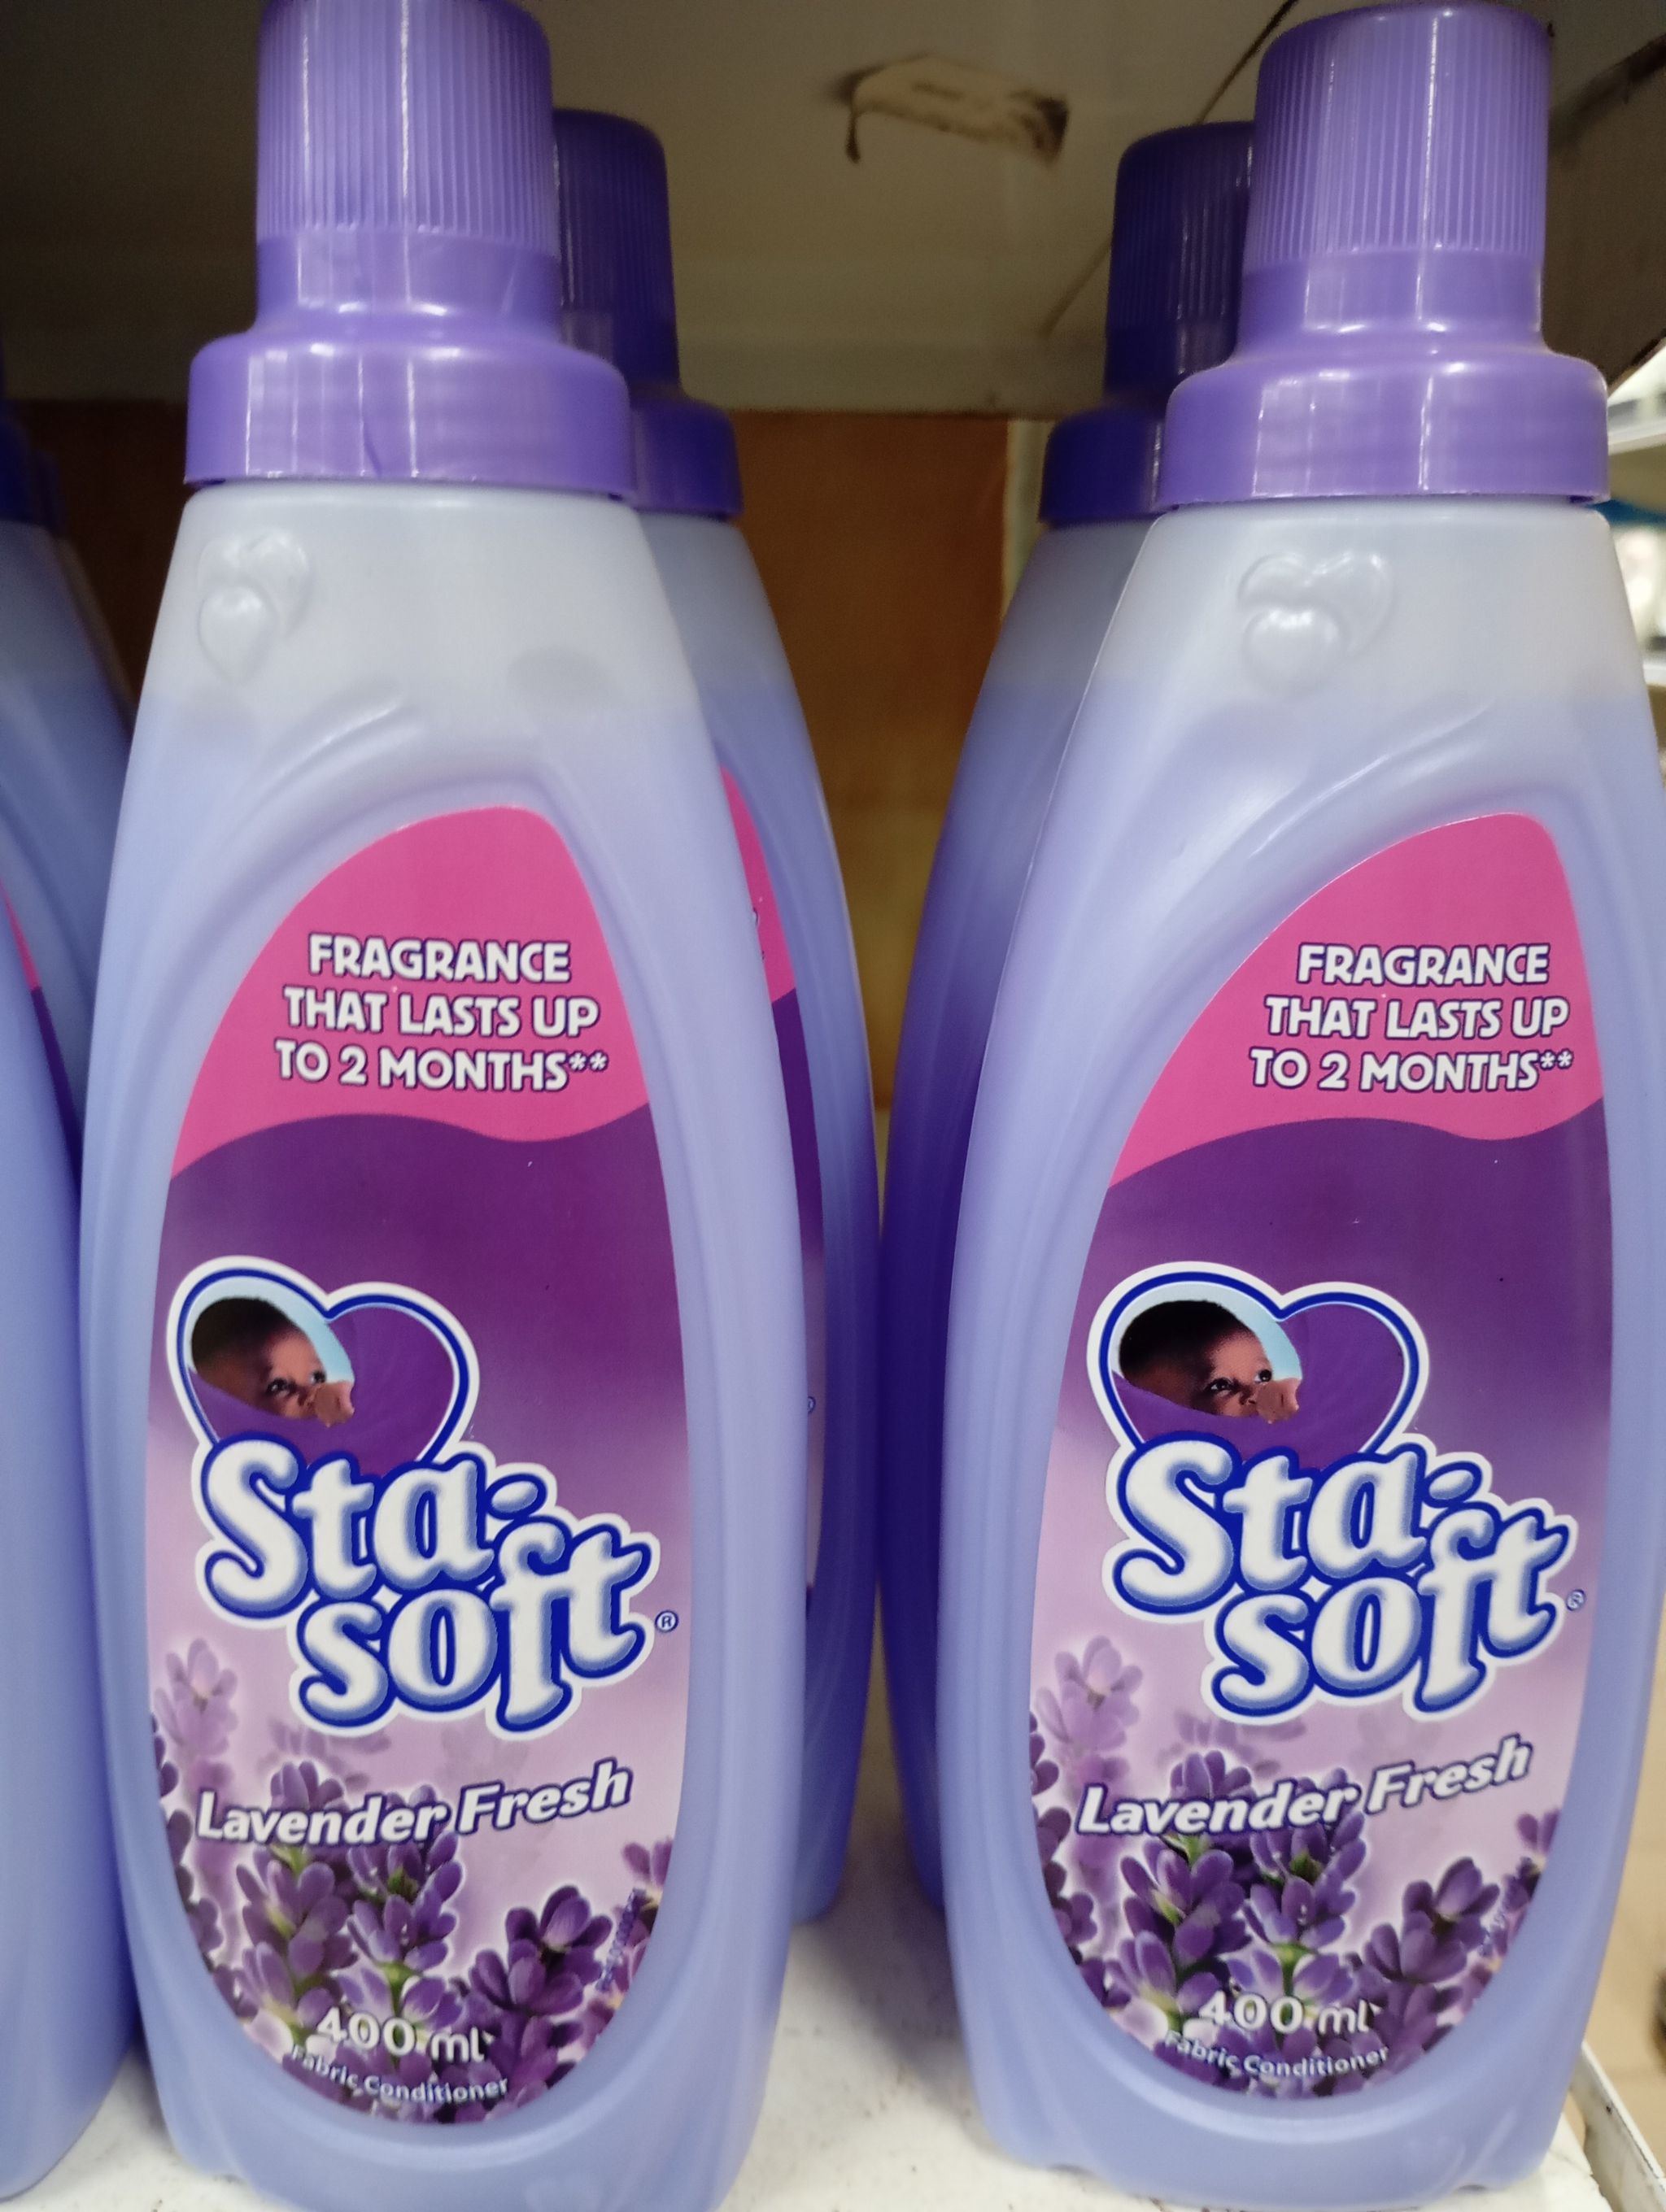 FRAGRANCE
THAT LASTS UP
TO 2 MONTHS**
Sta-
soft®
Lavender Fresh
400 ml
Fabric Conditioner
FRAGRANCE
THAT LASTS UP
TO 2 MONTHS**
Sta-
soft®
Lavender Fresh
400 ml
Fabric Conditioner